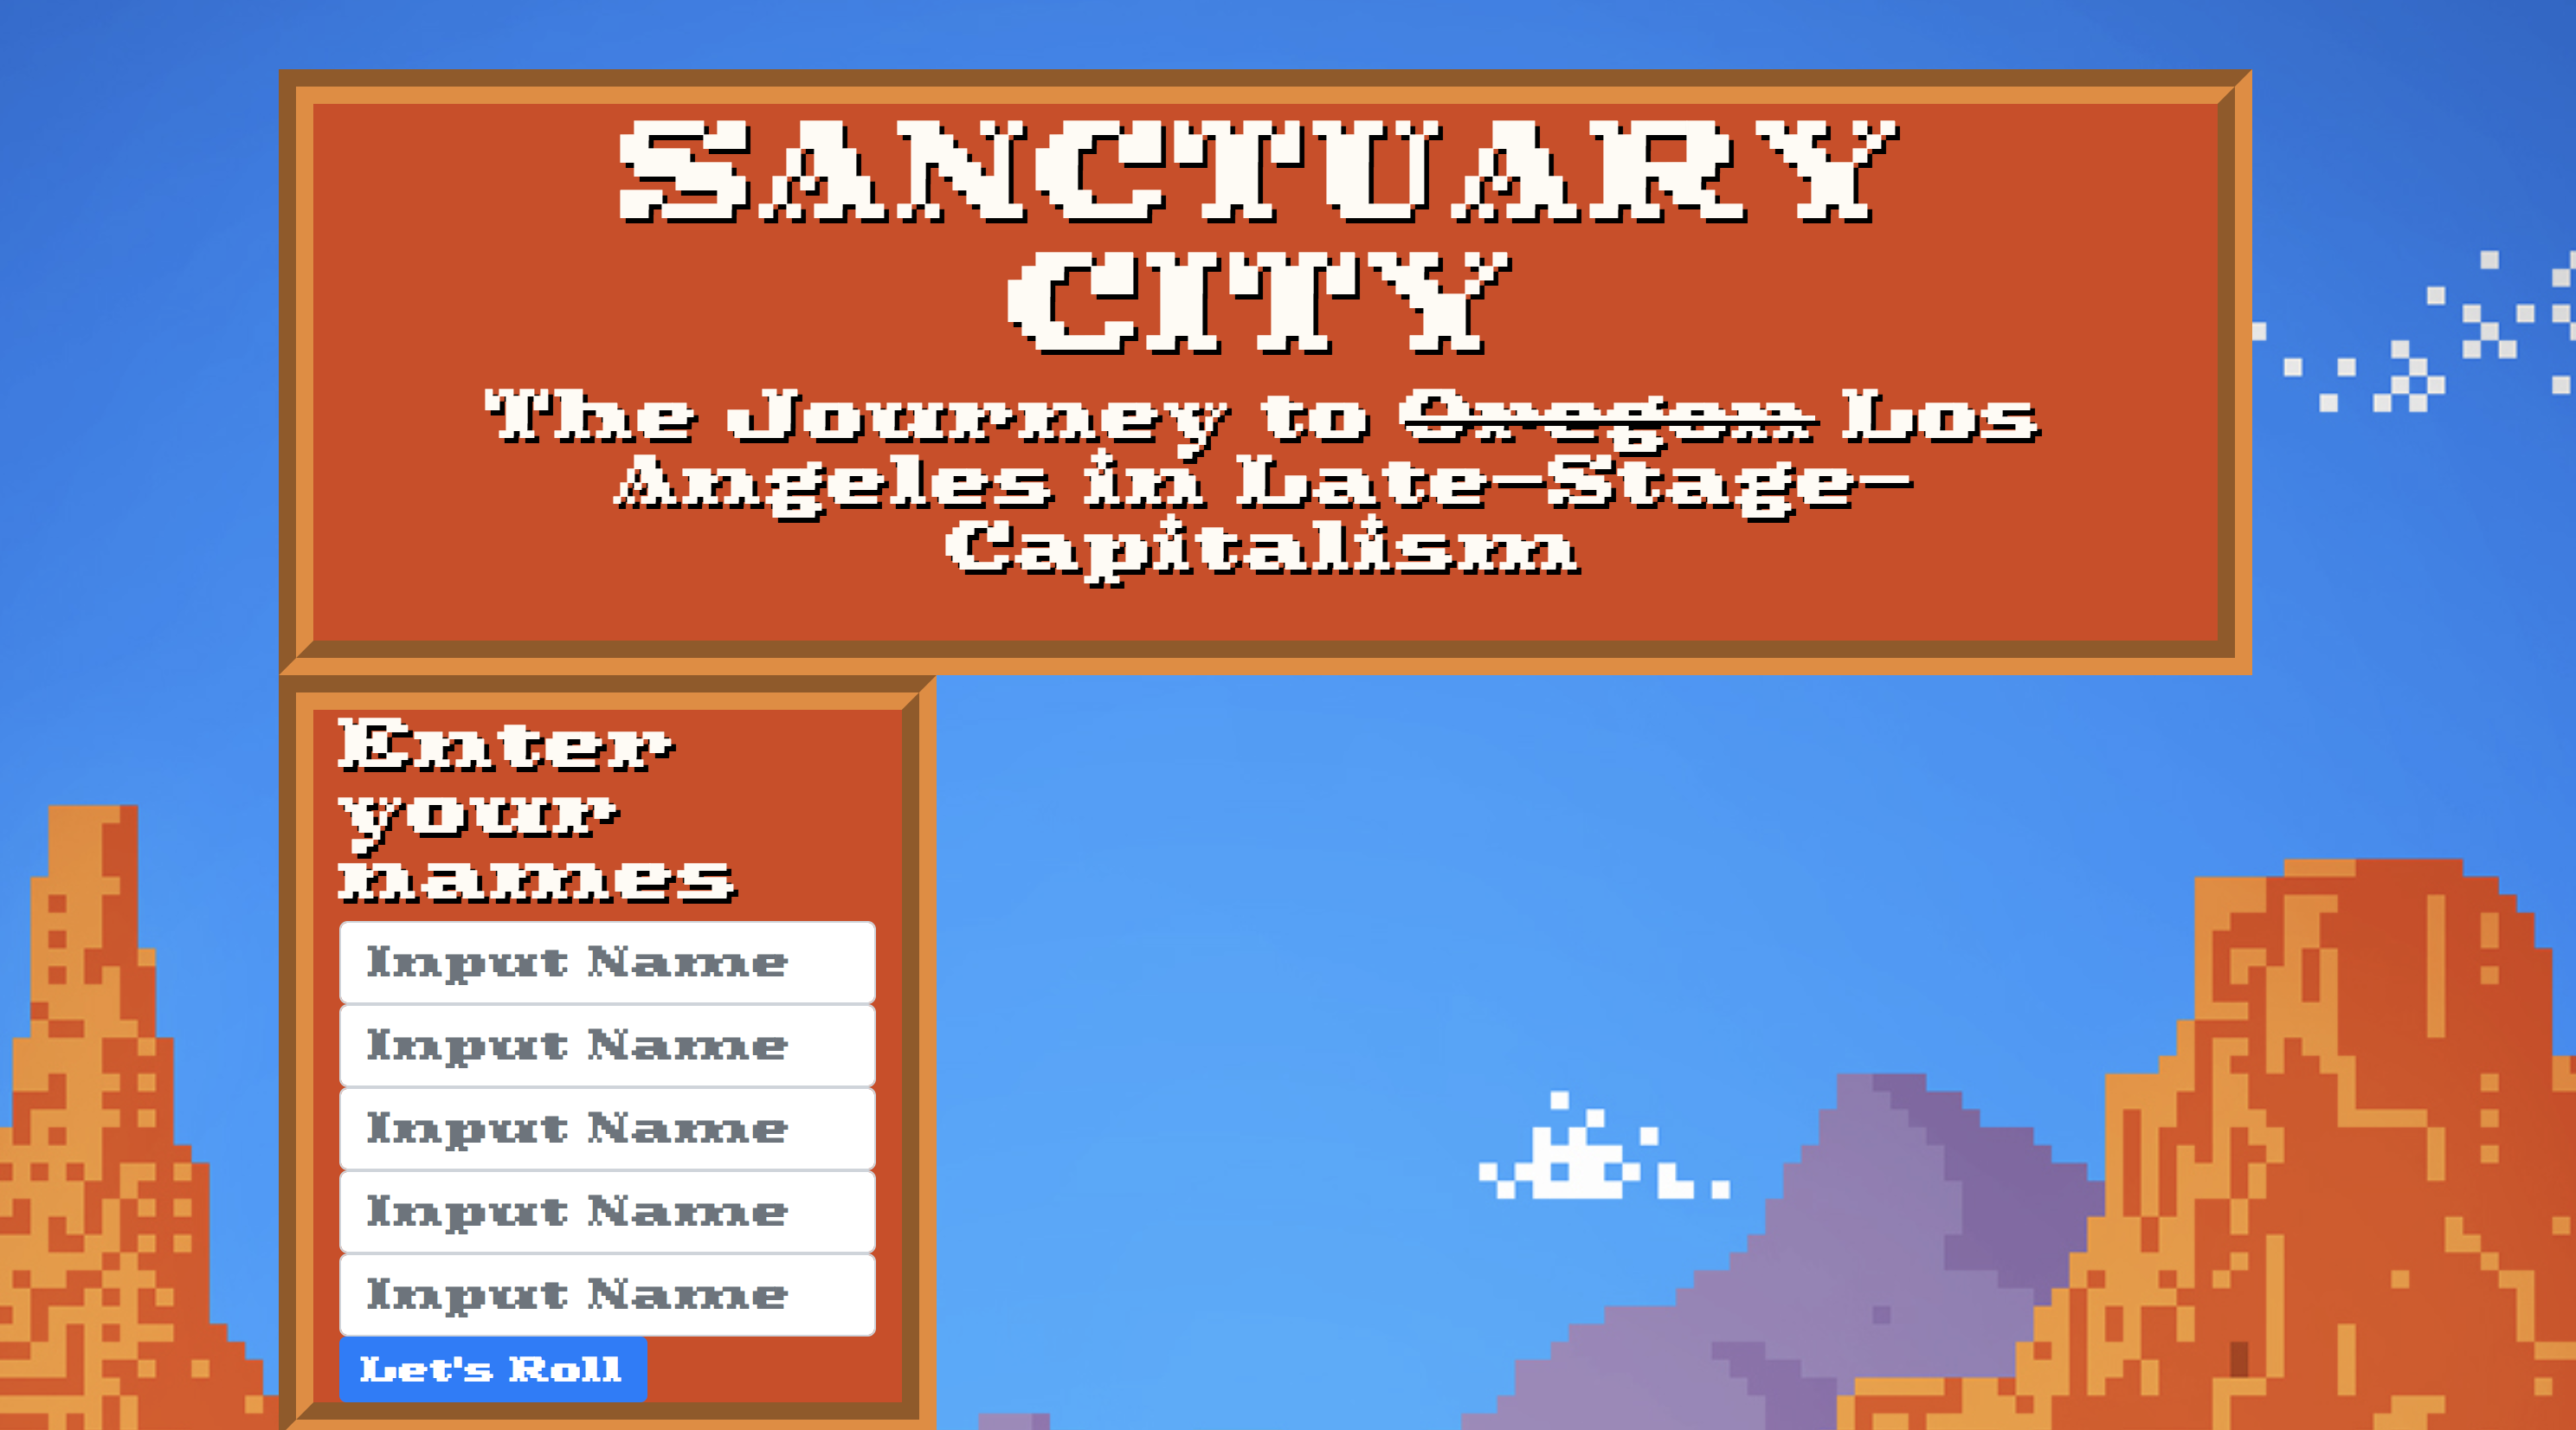 SANCTUARY
CITY
The Journey to Oregon Los
Angeles in Late-Stage-
Capitalism
Enter
your
names
Input Name
Input Name
Input Name
Input Name
Input Name
Let's Roll